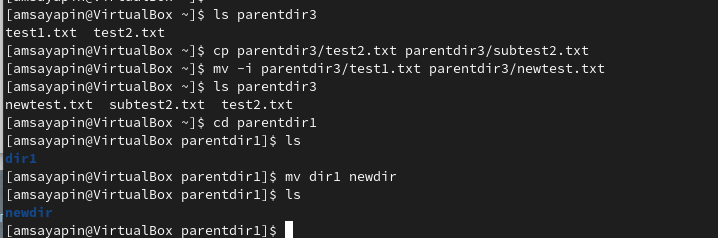 [amsayapin@VirtualBox ~]$ ls parentdir3
test1.txt  test2.txt
[amsayapin@VirtualBox ~]$ cp parentdir3/test2.txt parentdir3/subtest2.txt
[amsayapin@VirtualBox ~]$ mv -i parentdir3/test1.txt parentdir3/newtest.txt
[amsayapin@VirtualBox ~]$ ls parentdir3
newtest.txt  subtest2.txt  test2.txt
[amsayapin@VirtualBox ~]$ cd parentdir1
[amsayapin@VirtualBox parentdir1]$ ls
dir1
[amsayapin@VirtualBox parentdir1]$ mv dir1 newdir
[amsayapin@VirtualBox parentdir1]$ ls
newdir
[amsayapin@VirtualBox parentdir1]$